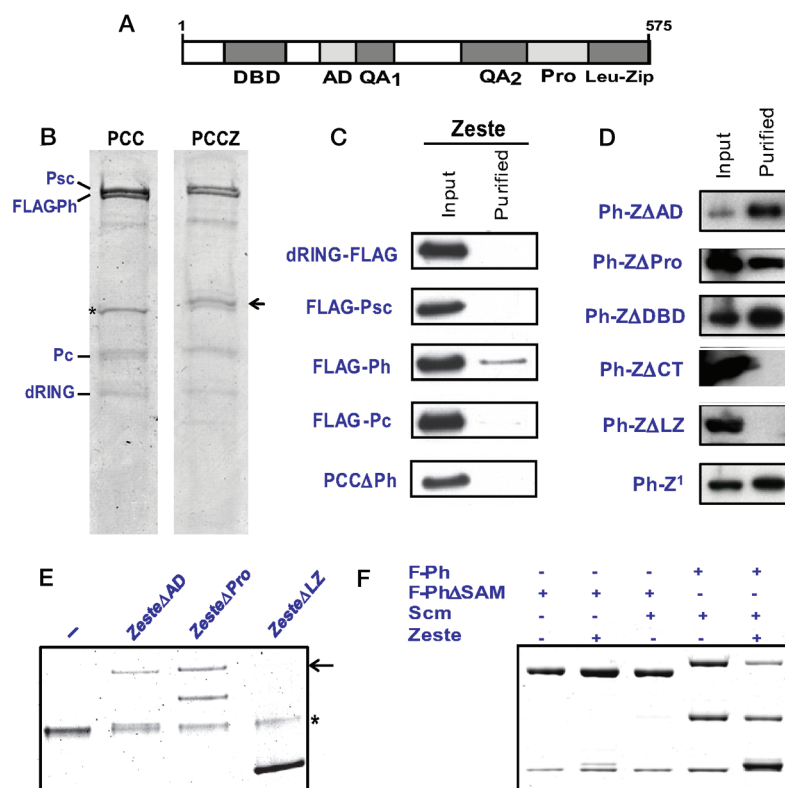 A
1 575
DBD AD QA1 QA2 Pro Leu-Zip
B
PCC PCCZ
Psc
FLAG-Ph
*
Pc
dRING
C
Zeste
Input Purified
dRING-FLAG
FLAG-Psc
FLAG-Ph
FLAG-Pc
PCCΔPh
D
Input Purified
Ph-ZΔAD
Ph-ZΔPro
Ph-ZΔDBD
Ph-ZΔCT
Ph-ZΔLZ
Ph-Z¹
E
– ZesteΔAD ZesteΔPro ZesteΔLZ
*
F
F-Ph - - - + +
F-PhΔSAM + + + - -
Scm - - + + +
Zeste - + - - +